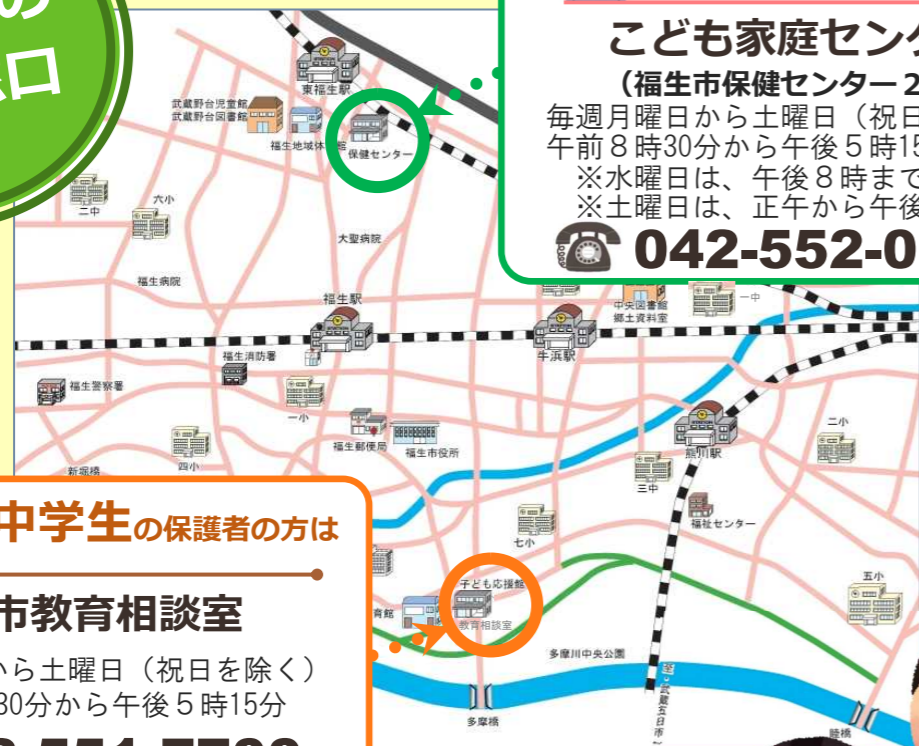 の
口
こども家庭セン
（福生市保健センター２
毎週月曜日から土曜日（祝日
午前８時30分から午後５時15
※水曜日は、午後８時まで
※土曜日は、正午から午後
042-552-0
東福生駅
武蔵野台児童館
武蔵野台図書館
福生地域体 館
保健センター
二中
六小
大聖病院
福生病院
福生駅
中央図書館
郷土資料室
一中
牛浜駅
福生消防署
福生警察署
一小
福生郵便局
福生市役所
四小
新堀橋
熊川駅
二小
三中
福祉センター
七小
五小
子ども応援館
教育相談室
育館
多摩川中央公園
至・武蔵五日市
多摩橋
睦橋
中学生の保護者の方は
市教育相談室
から土曜日（祝日を除く）
30分から午後５時15分